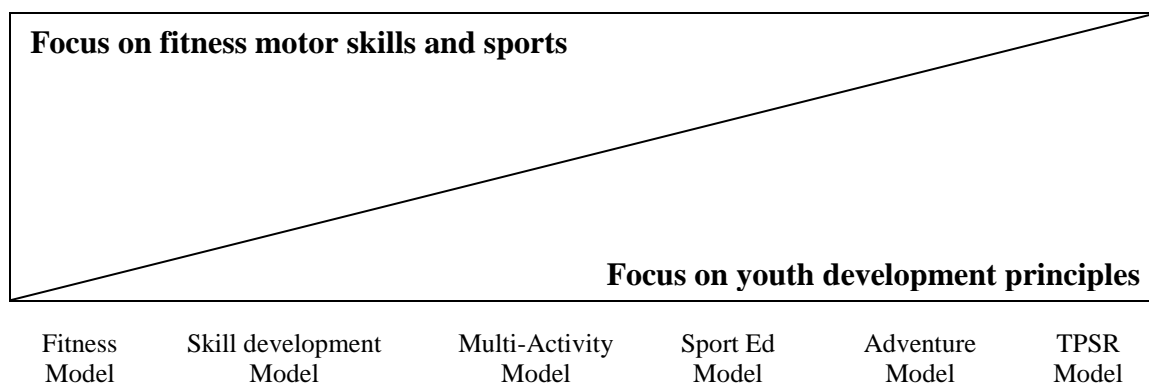 Focus on fitness motor skills and sports
Focus on youth development principles
Fitness Skill development Multi-Activity Sport Ed Adventure TPSR
Model Model Model Model Model Model